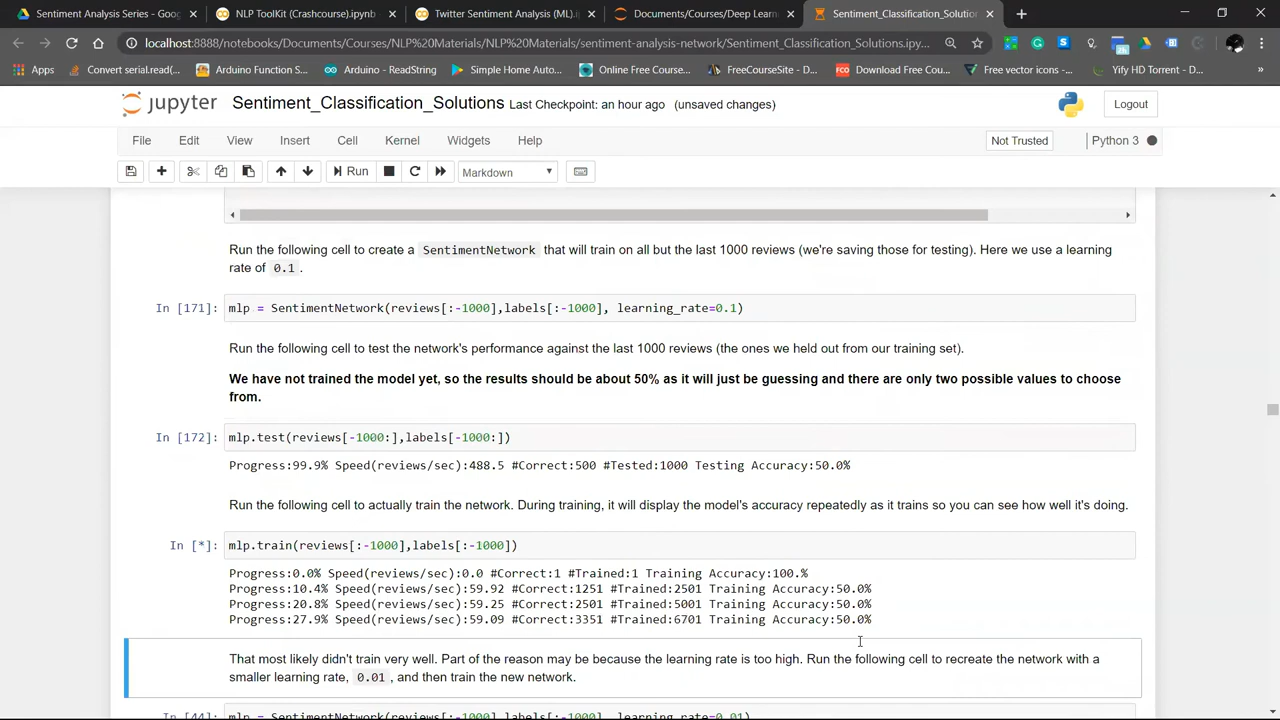 Sentiment Analysis Series - Goog
NLP ToolKit (Crashcourse).ipynb
Twitter Sentiment Analysis (ML).i
Documents/Courses/Deep Learn
Sentiment_Classification_Solution
localhost:8888/notebooks/Documents/Courses/NLP%20Materials/NLP%20Materials/sentiment-analysis-network/Sentiment_Classification_Solutions.ipy...
Apps
Convert serial.read(...
Arduino Function S...
Arduino - ReadString
Simple Home Auto...
Online Free Course...
FreeCourseSite - D...
Download Free Cou...
Free vector icons -...
Yify HD Torrent - D...
jupyter Sentiment_Classification_Solutions Last Checkpoint: an hour ago (unsaved changes)
Logout
File Edit View Insert Cell Kernel Widgets Help
Not Trusted
Python 3
Run
Markdown
Run the following cell to create a SentimentNetwork that will train on all but the last 1000 reviews (we're saving those for testing). Here we use a learning
rate of 0.1 .
In [171]: mlp = SentimentNetwork(reviews[:-1000],labels[:-1000], learning_rate=0.1)
Run the following cell to test the network's performance against the last 1000 reviews (the ones we held out from our training set).
We have not trained the model yet, so the results should be about 50% as it will just be guessing and there are only two possible values to choose
from.
In [172]: mlp.test(reviews[-1000:],labels[-1000:])
Progress:99.9% Speed(reviews/sec):488.5 #Correct:500 #Tested:1000 Testing Accuracy:50.0%
Run the following cell to actually train the network. During training, it will display the model's accuracy repeatedly as it trains so you can see how well it's doing.
In [*]: mlp.train(reviews[:-1000],labels[:-1000])
Progress:0.0% Speed(reviews/sec):0.0 #Correct:1 #Trained:1 Training Accuracy:100.%
Progress:10.4% Speed(reviews/sec):59.92 #Correct:1251 #Trained:2501 Training Accuracy:50.0%
Progress:20.8% Speed(reviews/sec):59.25 #Correct:2501 #Trained:5001 Training Accuracy:50.0%
Progress:27.9% Speed(reviews/sec):59.09 #Correct:3351 #Trained:6701 Training Accuracy:50.0%
That most likely didn't train very well. Part of the reason may be because the learning rate is too high. Run the following cell to recreate the network with a
smaller learning rate, 0.01 , and then train the new network.
In [44]: mlp = SentimentNetwork(reviews[:-1000],labels[:-1000], learning_rate=0.01)